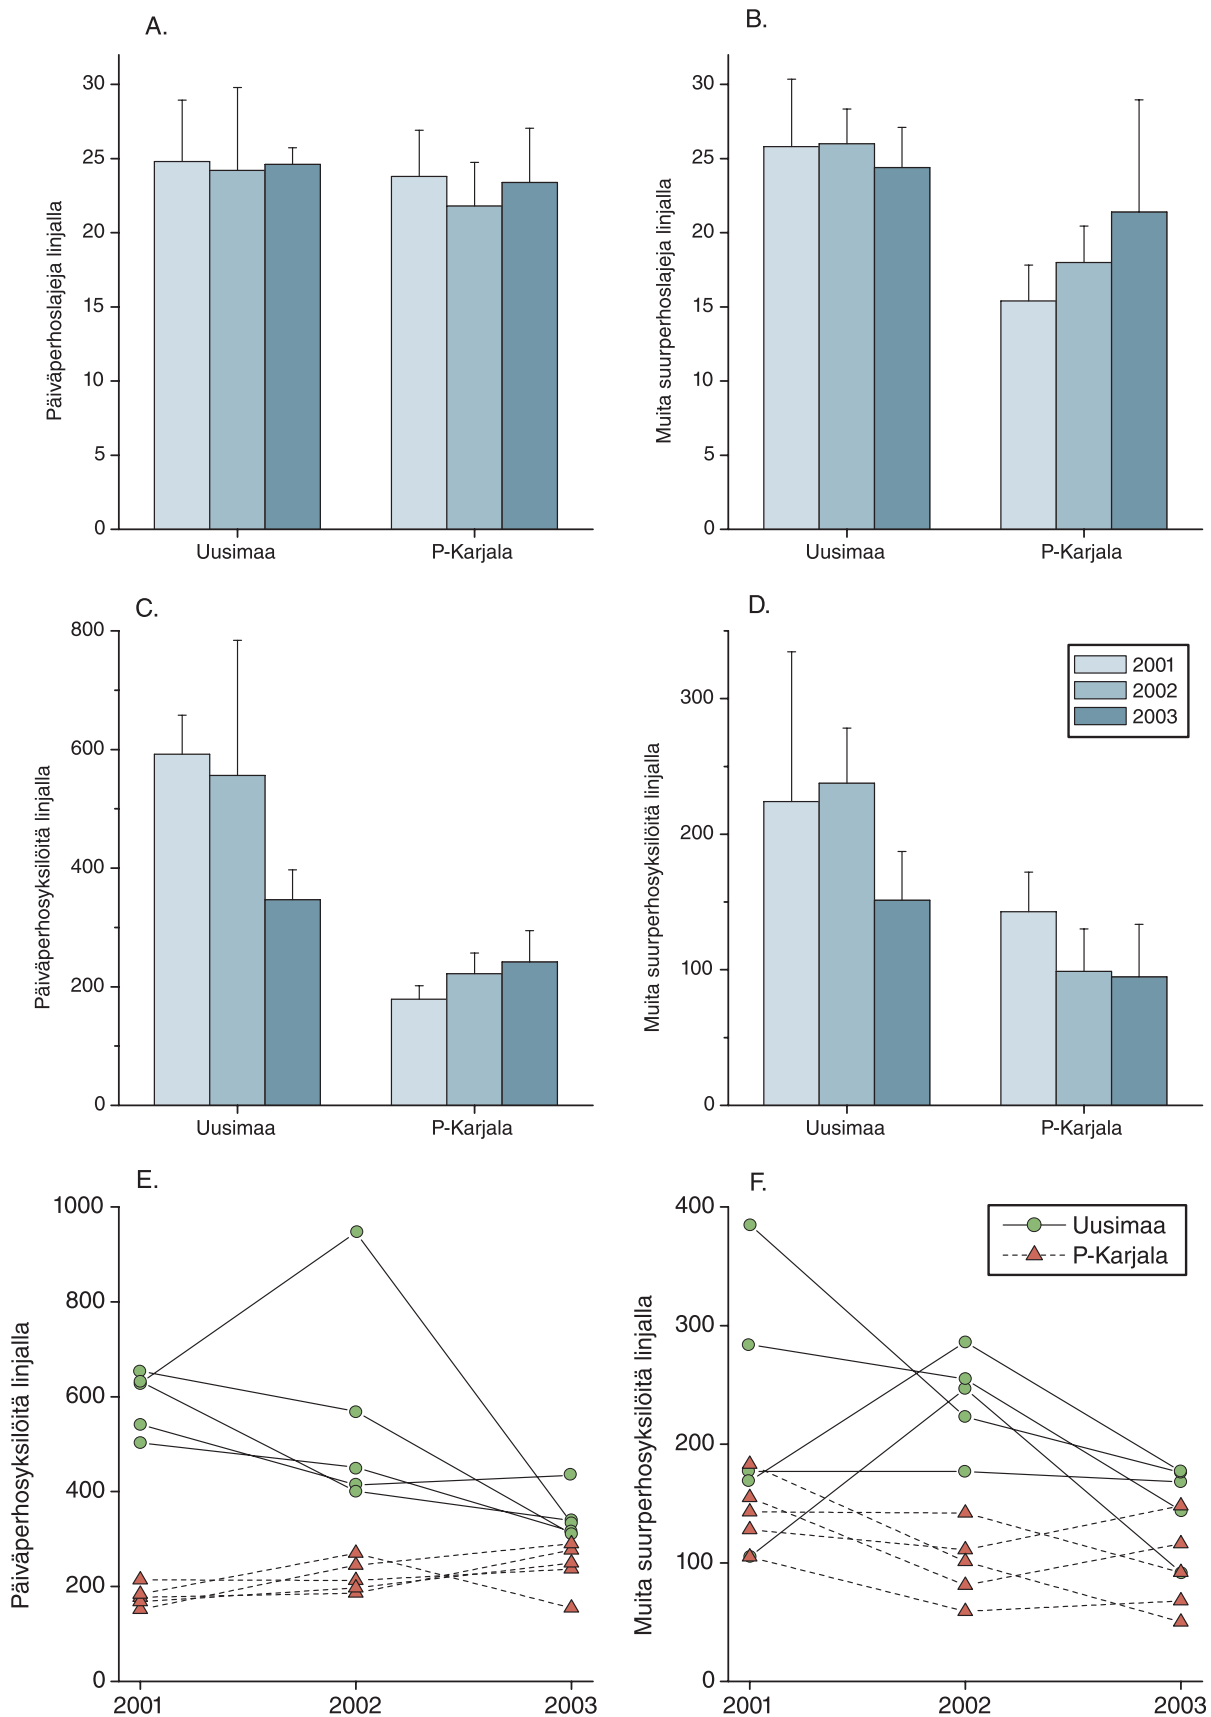 A.
30
25
20
15
10
5
0
Päiväperhoslajeja linjalla
Uusimaa
P-Karjala
B.
30
25
20
15
10
5
0
Muita suurperhoslajeja linjalla
Uusimaa
P-Karjala
C.
800
600
400
200
0
Päiväperhosyksilöitä linjalla
Uusimaa
P-Karjala
D.
300
200
100
0
Muita suurperhosyksilöitä linjalla
2001
2002
2003
Uusimaa
P-Karjala
E.
1000
800
600
400
200
0
Päiväperhosyksilöitä linjalla
2001
2002
2003
F.
400
300
200
100
0
Muita suurperhosyksilöitä linjalla
Uusimaa
P-Karjala
2001
2002
2003